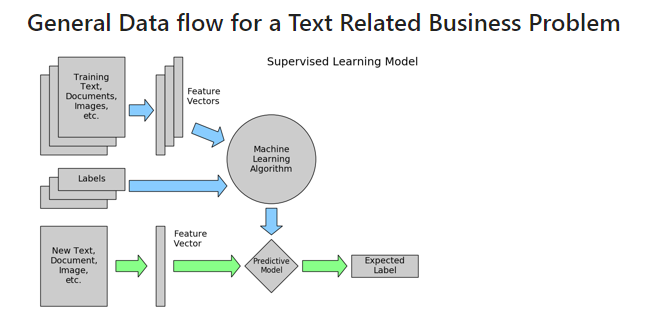 General Data flow for a Text Related Business Problem
Supervised Learning Model
Training
Text,
Documents,
Images,
etc.
Feature
Vectors
Machine
Learning
Algorithm
Labels
New Text,
Document,
Image,
etc.
Feature
Vector
Predictive
Model
Expected
Label